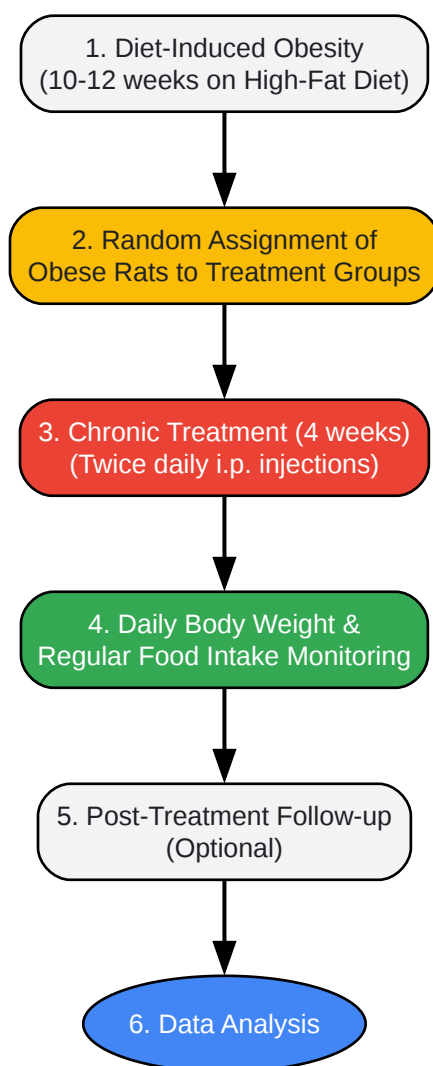 1. Diet-Induced Obesity
(10-12 weeks on High-Fat Diet)
2. Random Assignment of
Obese Rats to Treatment Groups
3. Chronic Treatment (4 weeks)
(Twice daily i.p. injections)
4. Daily Body Weight &
Regular Food Intake Monitoring
5. Post-Treatment Follow-up
(Optional)
6. Data Analysis